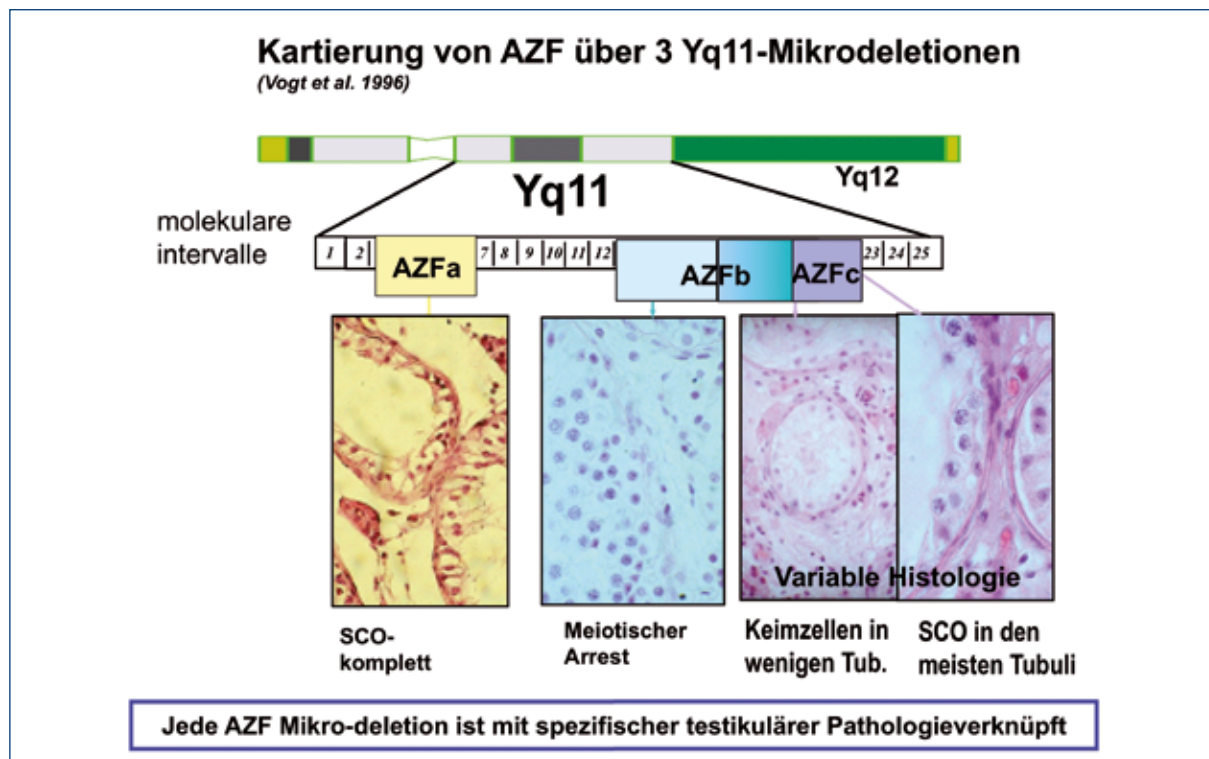 Kartierung von AZF über 3 Yq11-Mikrodeletionen
(Vogt et al. 1996)
Yq11
Yq12
molekulare
intervalle
1 2 AZFa 7 8 9 10 11 12 AZFb AZFc 23 24 25
Variable Histologie
SCO-
komplett
Meiotischer
Arrest
Keimzellen in
wenigen Tub.
SCO in den
meisten Tubuli
Jede AZF Mikro-deletion ist mit spezifischer testikulärer Pathologieverknüpft